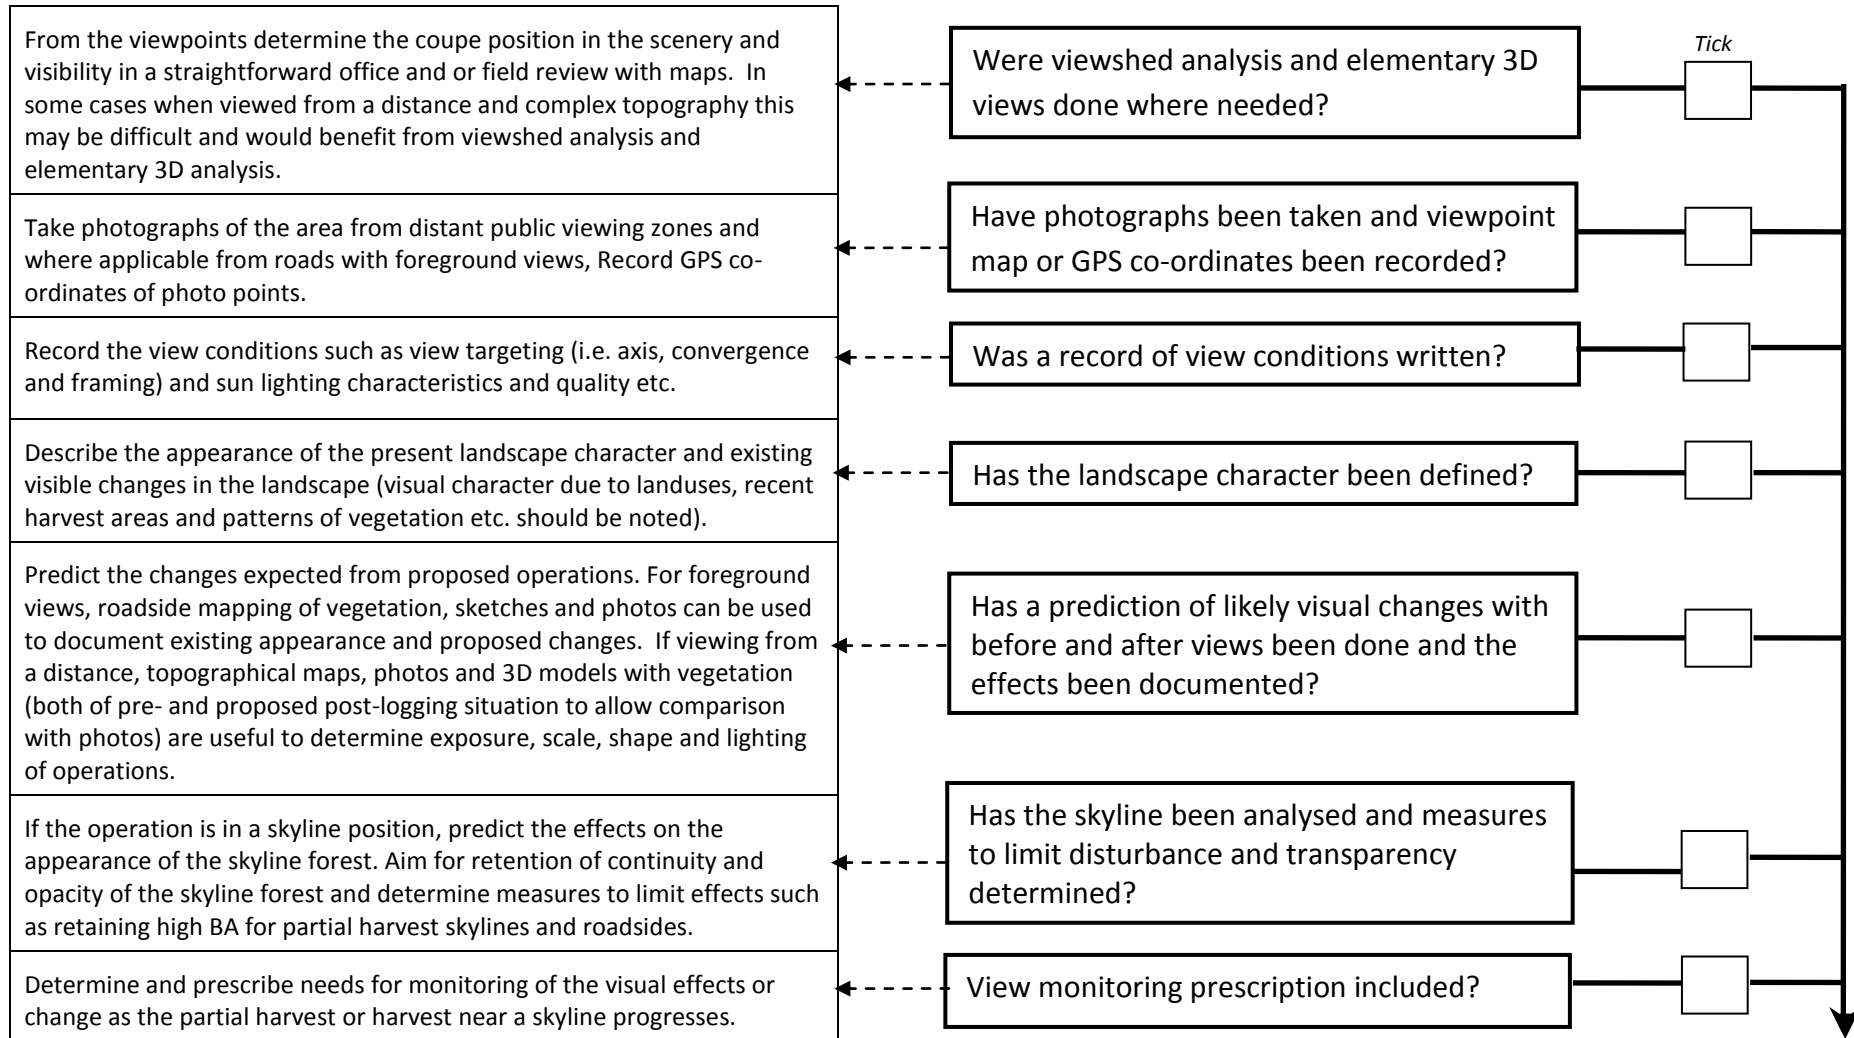 From the viewpoints determine the coupe position in the scenery and
visibility in a straightforward office and or field review with maps.  In
some cases when viewed from a distance and complex topography this
may be difficult and would benefit from viewshed analysis and
elementary 3D analysis.
Were viewshed analysis and elementary 3D
views done where needed?
Tick
Take photographs of the area from distant public viewing zones and
where applicable from roads with foreground views, Record GPS co-
ordinates of photo points.
Have photographs been taken and viewpoint
map or GPS co-ordinates been recorded?
Record the view conditions such as view targeting (i.e. axis, convergence
and framing) and sun lighting characteristics and quality etc.
Was a record of view conditions written?
Describe the appearance of the present landscape character and existing
visible changes in the landscape (visual character due to landuses, recent
harvest areas and patterns of vegetation etc. should be noted).
Has the landscape character been defined?
Predict the changes expected from proposed operations. For foreground
views, roadside mapping of vegetation, sketches and photos can be used
to document existing appearance and proposed changes.  If viewing from
a distance, topographical maps, photos and 3D models with vegetation
(both of pre- and proposed post-logging situation to allow comparison
with photos) are useful to determine exposure, scale, shape and lighting
of operations.
Has a prediction of likely visual changes with
before and after views been done and the
effects been documented?
If the operation is in a skyline position, predict the effects on the
appearance of the skyline forest. Aim for retention of continuity and
opacity of the skyline forest and determine measures to limit effects such
as retaining high BA for partial harvest skylines and roadsides.
Has the skyline been analysed and measures
to limit disturbance and transparency
determined?
Determine and prescribe needs for monitoring of the visual effects or
change as the partial harvest or harvest near a skyline progresses.
View monitoring prescription included?